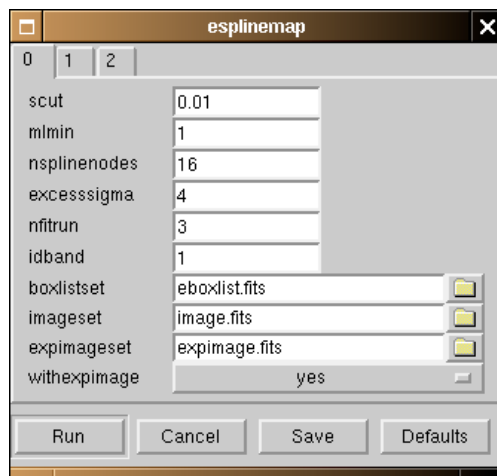 esplinemap
0 1 2
scut 0.01
mlmin 1
nsplinenodes 16
excesssigma 4
nfitrun 3
idband 1
boxlistset eboxlist.fits
imageset image.fits
expimageset expimage.fits
withexpimage yes
Run Cancel Save Defaults